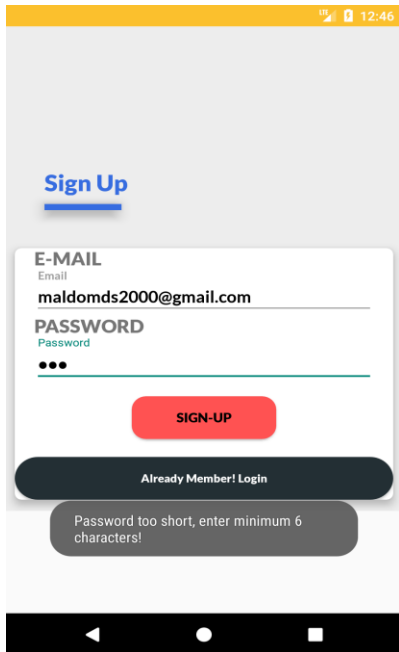 LTE 12:46
Sign Up
E-MAIL
Email
maldomds2000@gmail.com
PASSWORD
Password
●●●
SIGN-UP
Already Member! Login
Password too short, enter minimum 6
characters!